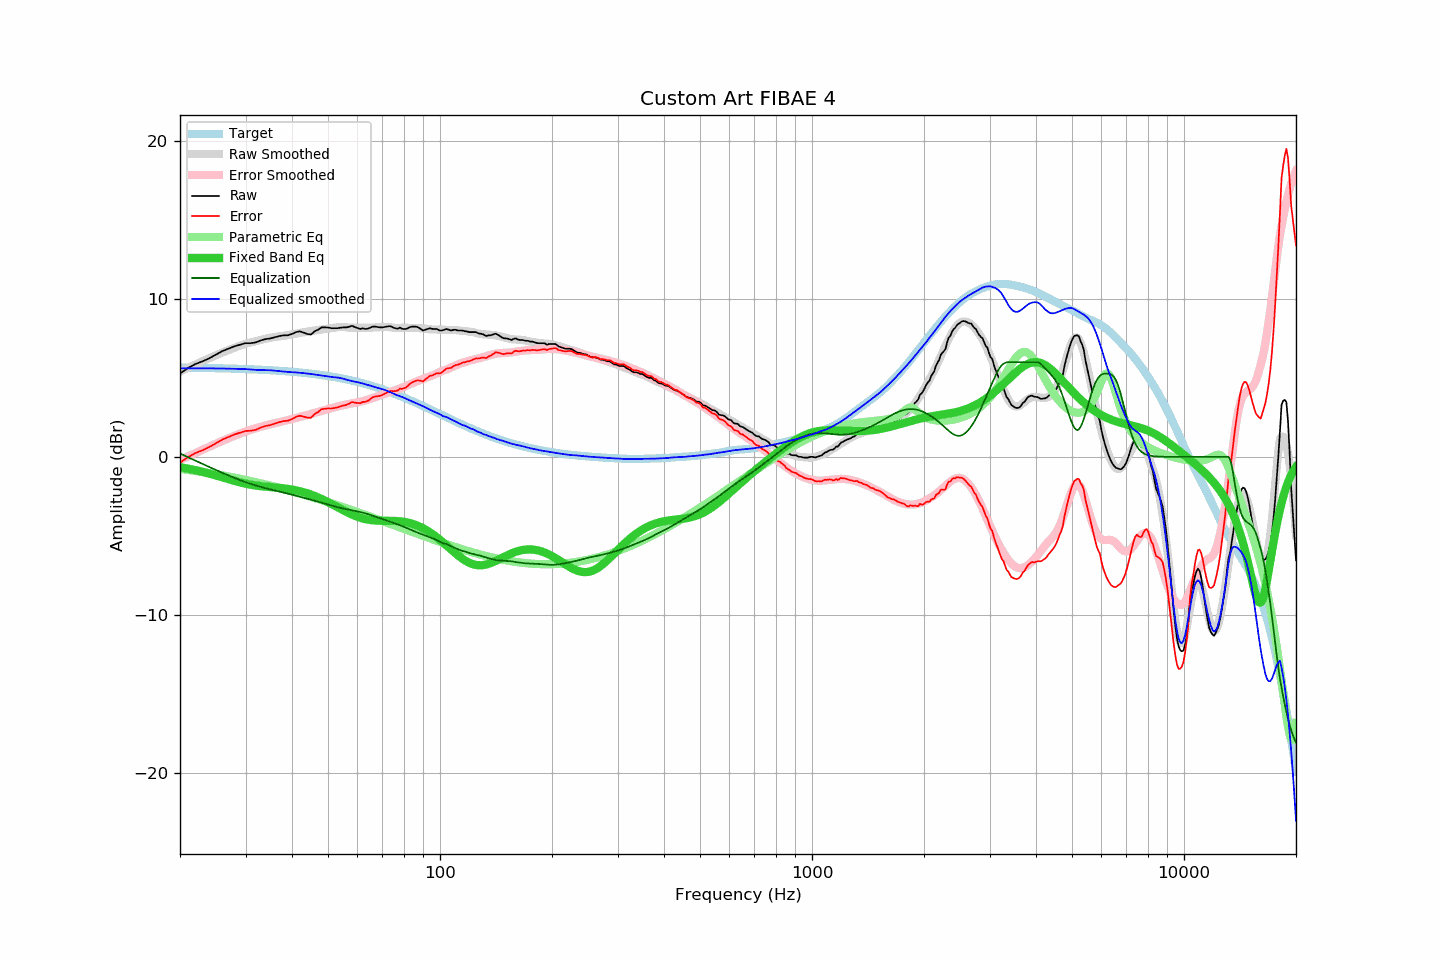 Custom Art FIBAE 4
Target
Raw Smoothed
Error Smoothed
Raw
Error
Parametric Eq
Fixed Band Eq
Equalization
Equalized smoothed
20
10
0
−10
−20
Amplitude (dBr)
100
1000
10000
Frequency (Hz)